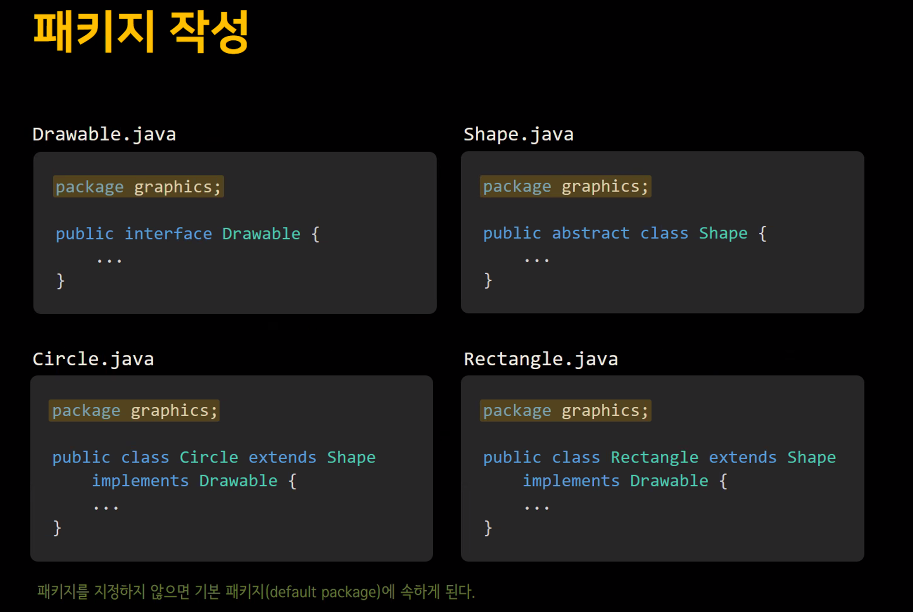 패키지 작성
Drawable.java
package graphics;
public interface Drawable {
...
}
Shape.java
package graphics;
public abstract class Shape {
...
}
Circle.java
package graphics;
public class Circle extends Shape
implements Drawable {
...
}
Rectangle.java
package graphics;
public class Rectangle extends Shape
implements Drawable {
...
}
패키지를 지정하지 않으면 기본 패키지(default package)에 속하게 된다.